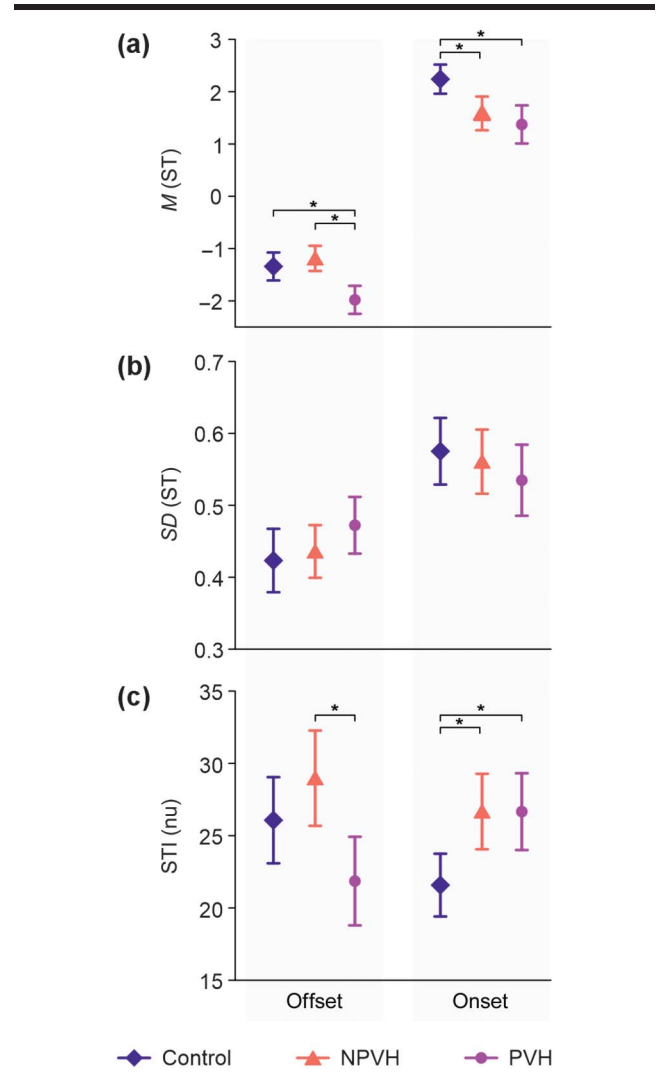 (a)
M (ST)
3
2
1
0
–1
–2
* *
* *
(b)
SD (ST)
0.7
0.6
0.5
0.4
0.3
(c)
STI (nu)
35
30
25
20
15
* * *
Offset Onset
Control NPVH PVH